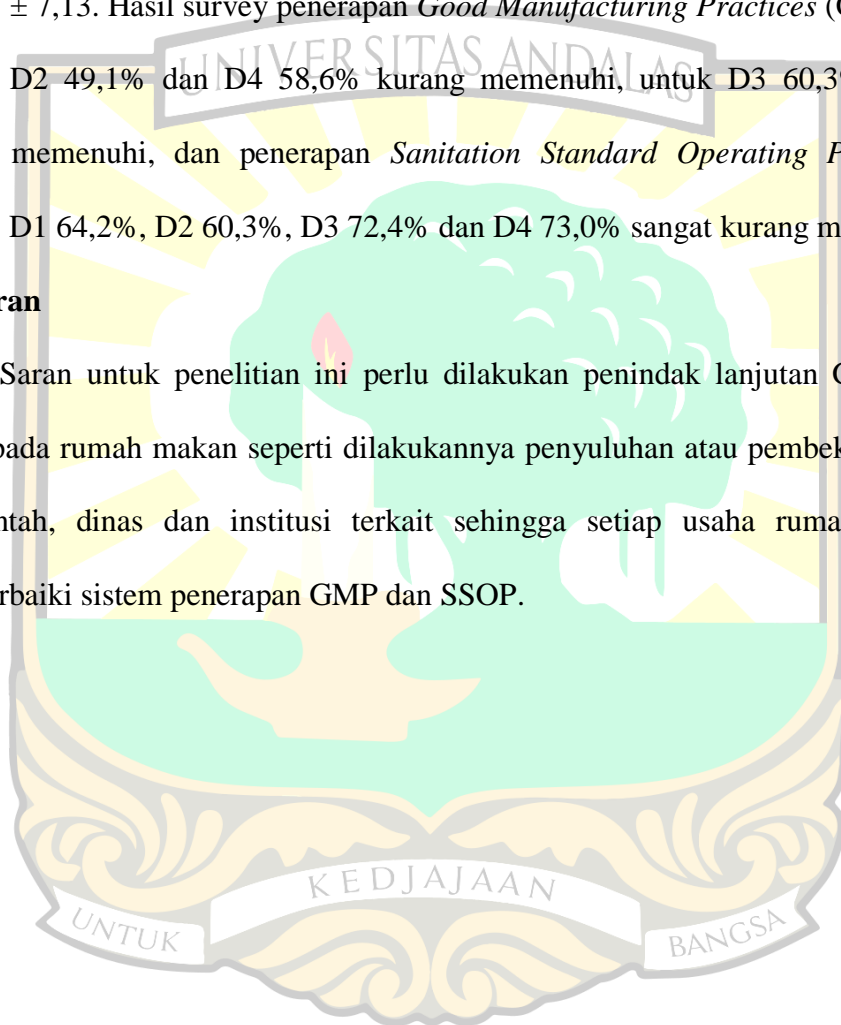 ± 7,13. Hasil survey penerapan Good Manufacturing Practices (
UNIVERSITAS ANDALAS
D2 49,1% dan D4 58,6% kurang memenuhi, untuk D3 60,3%
memenuhi, dan penerapan Sanitation Standard Operating P
D1 64,2%, D2 60,3%, D3 72,4% dan D4 73,0% sangat kurang m
ran
Saran untuk penelitian ini perlu dilakukan penindak lanjutan
pada rumah makan seperti dilakukannya penyuluhan atau pembek
ntah, dinas dan institusi terkait sehingga setiap usaha ruma
erbaiki sistem penerapan GMP dan SSOP.
KEDJAJAAN
UNTUK
BANGSA